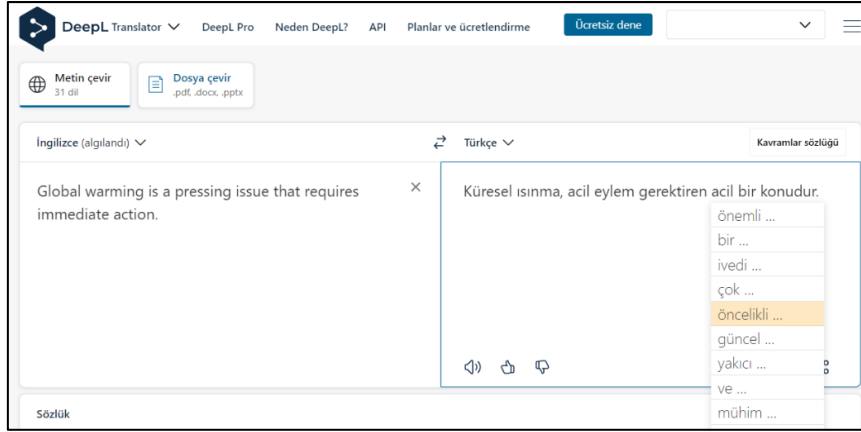 DeepL Translator DeepL Pro Neden DeepL? API Planlar ve ücretlendirme Ücretsiz dene
Metin çevir
31 dil
Dosya çevir
.pdf, .docx, .pptx
İngilizce (algılandı) Türkçe Kavramlar sözlüğü
Global warming is a pressing issue that requires
immediate action.
Küresel ısınma, acil eylem gerektiren acil bir konudur.
önemli ...
bir ...
ivedi ...
çok ...
öncelikli ...
güncel ...
yakıcı ...
ve ...
mühim ...
Sözlük